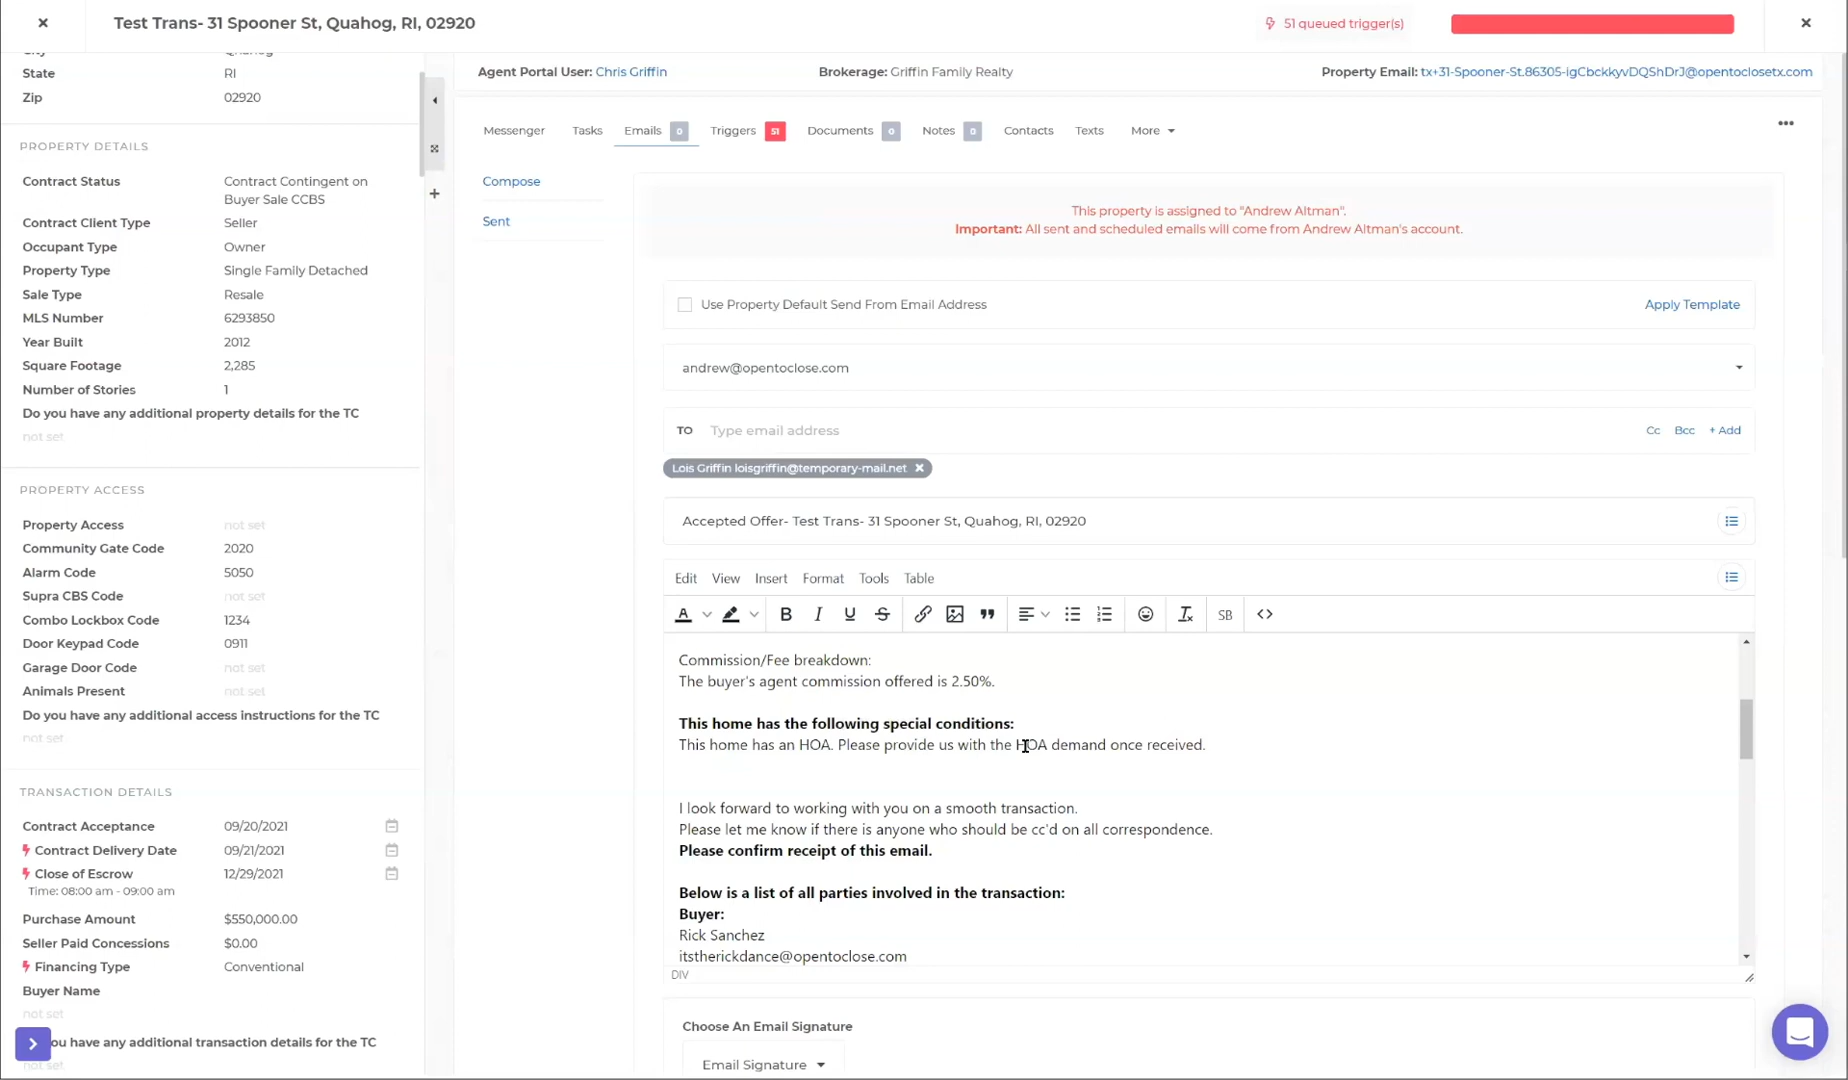 Test Trans- 31 Spooner St, Quahog, RI, 02920
51 queued trigger(s)
State RI
Zip 02920
PROPERTY DETAILS
Contract Status Contract Contingent on
Buyer Sale CCBS
Contract Client Type Seller
Occupant Type Owner
Property Type Single Family Detached
Sale Type Resale
MLS Number 6293850
Year Built 2012
Square Footage 2,285
Number of Stories 1
Do you have any additional property details for the TC
not set
PROPERTY ACCESS
Property Access not set
Community Gate Code 2020
Alarm Code 5050
Supra CBS Code not set
Combo Lockbox Code 1234
Door Keypad Code 0911
Garage Door Code not set
Animals Present not set
Do you have any additional access instructions for the TC
not set
TRANSACTION DETAILS
Contract Acceptance 09/20/2021
Contract Delivery Date 09/21/2021
Close of Escrow 12/29/2021
Time: 08:00 am - 09:00 am
Purchase Amount $550,000.00
Seller Paid Concessions $0.00
Financing Type Conventional
Buyer Name
not set
ou have any additional transaction details for the TC
not set
Agent Portal User: Chris Griffin
Brokerage: Griffin Family Realty
Property Email: tx+31-Spooner-St.86305-igCbckkyvDQShDrJ@opentoclosetx.com
Messenger Tasks Emails 0 Triggers 51 Documents 0 Notes 0 Contacts Texts More
Compose
Sent
This property is assigned to "Andrew Altman".
Important: All sent and scheduled emails will come from Andrew Altman's account.
Use Property Default Send From Email Address
Apply Template
andrew@opentoclose.com
TO Type email address
Cc Bcc + Add
Lois Griffin loisgriffin@temporary-mail.net
Accepted Offer- Test Trans- 31 Spooner St, Quahog, RI, 02920
Edit View Insert Format Tools Table
A B I U S SB <>
Commission/Fee breakdown:
The buyer's agent commission offered is 2.50%.
This home has the following special conditions:
This home has an HOA. Please provide us with the HOA demand once received.
I look forward to working with you on a smooth transaction.
Please let me know if there is anyone who should be cc'd on all correspondence.
Please confirm receipt of this email.
Below is a list of all parties involved in the transaction:
Buyer:
Rick Sanchez
itstherickdance@opentoclose.com
DIV
Choose An Email Signature
Email Signature